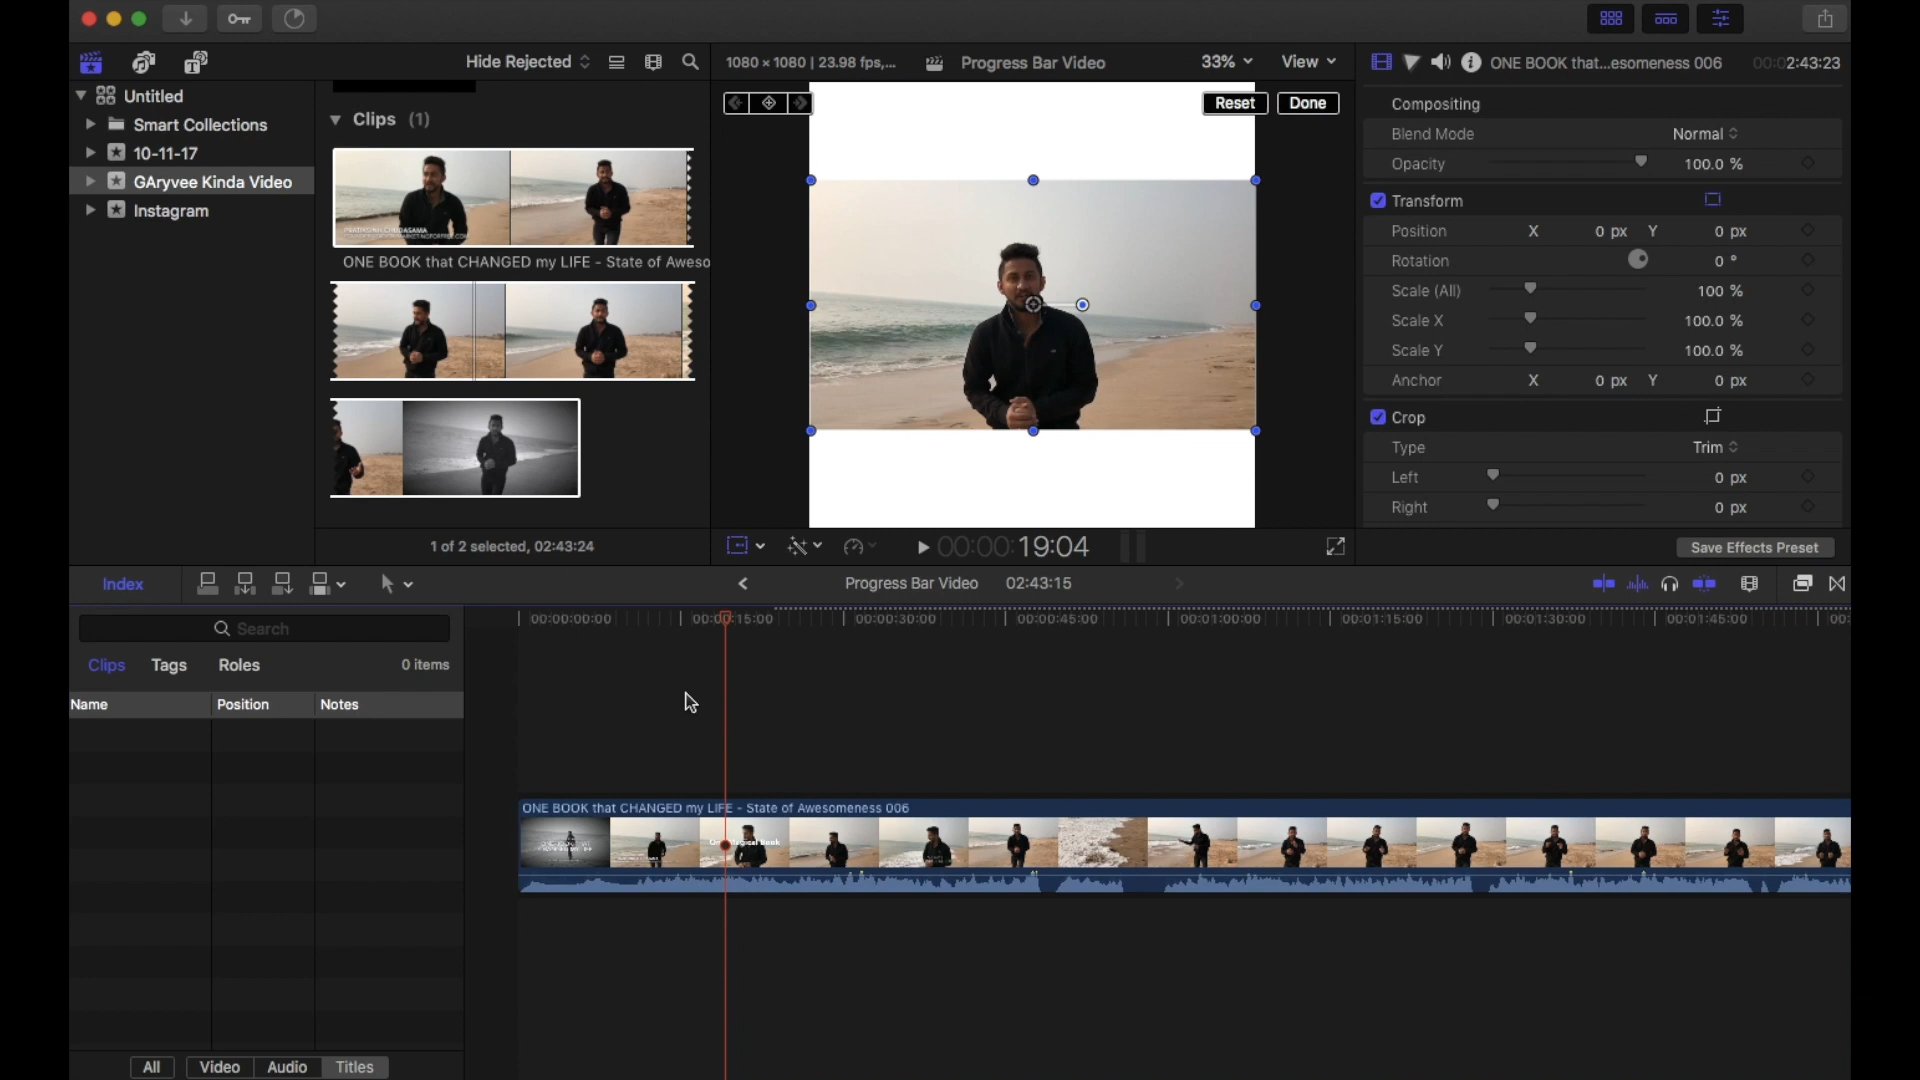 Hide Rejected
1080 × 1080 | 23.98 fps,...
Progress Bar Video
33%
View
ONE BOOK that...esomeness 006
00:02:43:23
Untitled
Smart Collections
10-11-17
GAryvee Kinda Video
Instagram
Clips (1)
PRATIKSINH CHUDASAMA
ONE BOOK that CHANGED my LIFE - State of Aweso
1 of 2 selected, 02:43:24
Reset
Done
00:00:00:19:04
Compositing
Blend Mode
Normal
Opacity
100.0 %
Transform
Position X 0 px Y 0 px
Rotation 0 °
Scale (All) 100 %
Scale X 100.0 %
Scale Y 100.0 %
Anchor X 0 px Y 0 px
Crop
Type Trim
Left 0 px
Right 0 px
Save Effects Preset
Index
Progress Bar Video 02:43:15
Search
Clips Tags Roles 0 items
Name Position Notes
00:00:00:00 00:00:15:00 00:00:30:00 00:00:45:00 00:01:00:00 00:01:15:00 00:01:30:00 00:01:45:00 00:
ONE BOOK that CHANGED my LIFE - State of Awesomeness 006
All Video Audio Titles